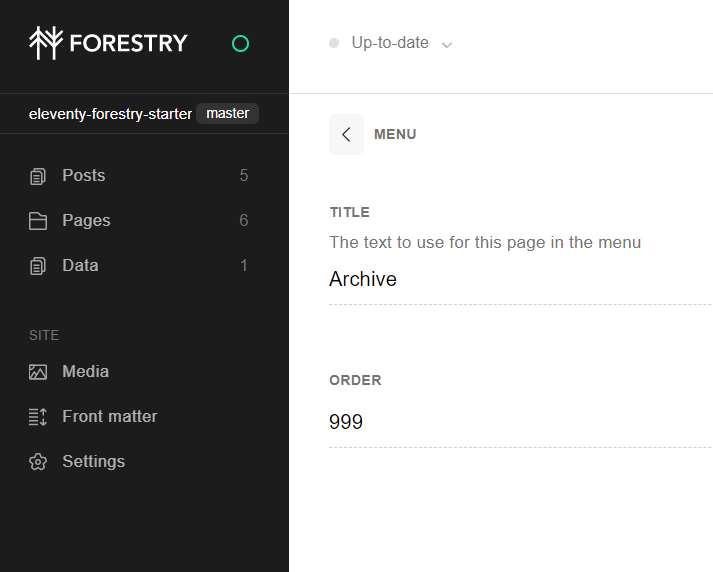 FORESTRY
eleventy-forestry-starter master
Posts 5
Pages 6
Data 1
SITE
Media
Front matter
Settings
Up-to-date
MENU
TITLE
The text to use for this page in the menu
Archive
ORDER
999